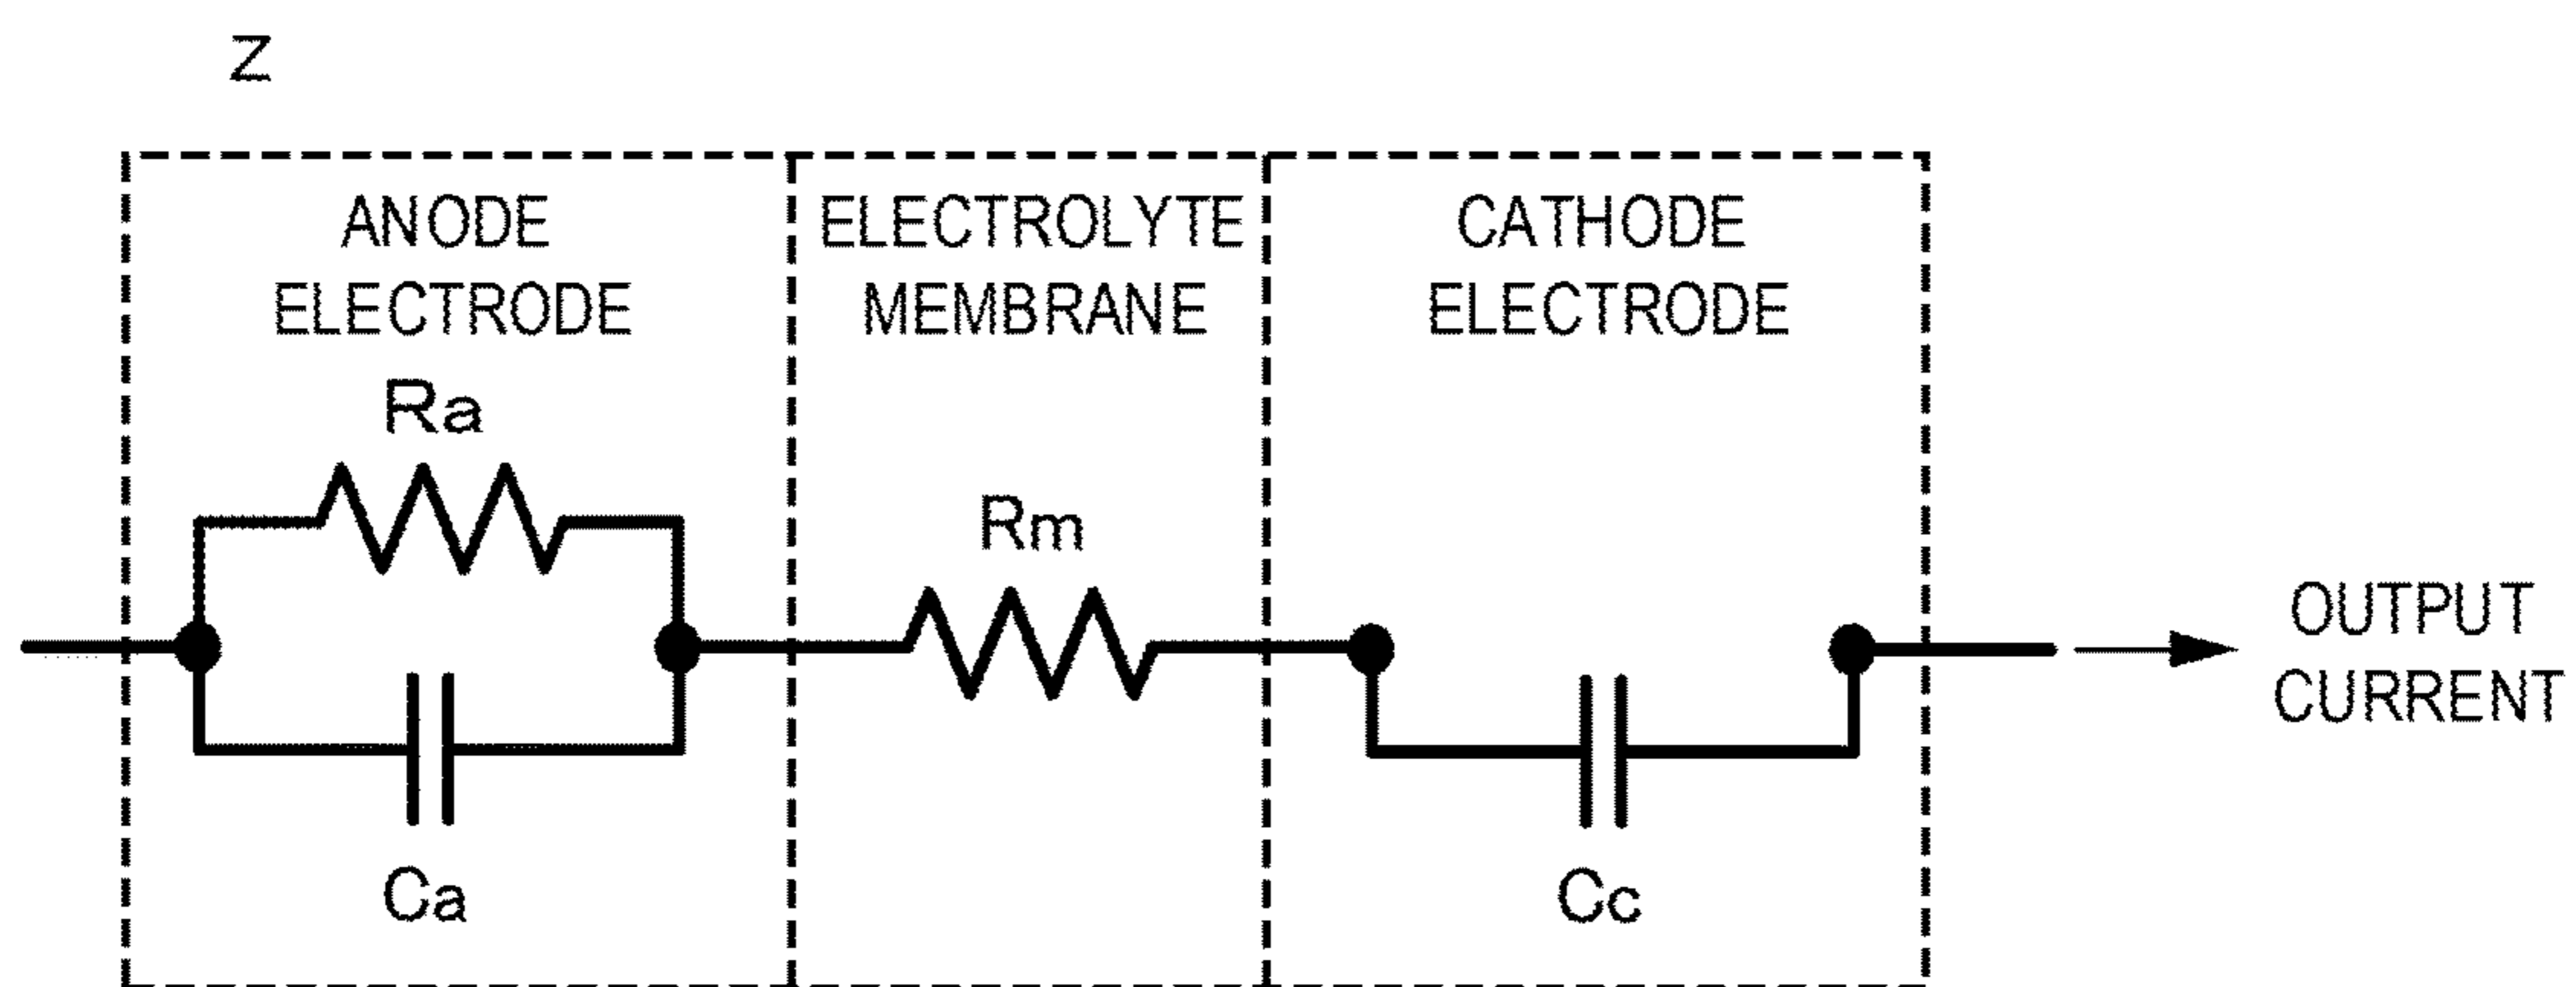 Z
ANODE
ELECTRODE
ELECTROLYTE
MEMBRANE
CATHODE
ELECTRODE
Ra
Rm
Ca
Cc
OUTPUT
CURRENT